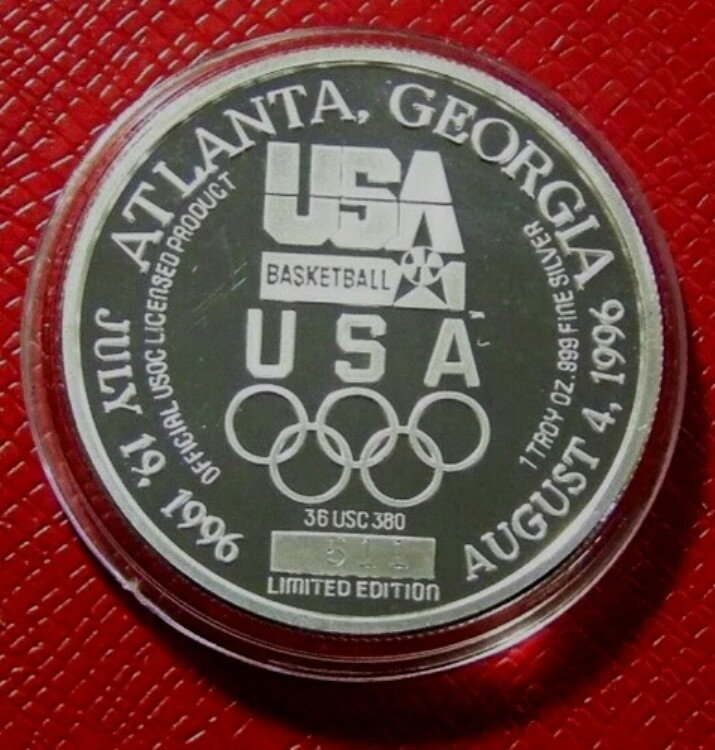 ATLANTA, GEORGIA
OFFICIAL USOC LICENSED PRODUCT
1 TROY OZ .999 FINE SILVER
USA
BASKETBALL
USA
36 USC 380
511
LIMITED EDITION
JULY 19, 1996
AUGUST 4, 1996